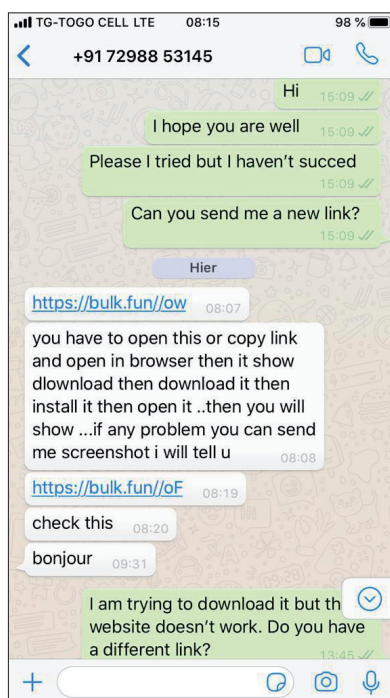 TG-TOGO CELL LTE 08:15 98 %
+91 72988 53145
Hi 15:09
I hope you are well 15:09
Please I tried but I haven't succed
15:09
Can you send me a new link?
15:09
Hier
https://bulk.fun//ow 08:07
you have to open this or copy link
and open in browser then it show
dlownload then download it then
install it then open it ..then you will
show ...if any problem you can send
me screenshot i will tell u 08:08
https://bulk.fun//oF 08:19
check this 08:20
bonjour 09:31
I am trying to download it but th
website doesn't work. Do you have
a different link? 13:45